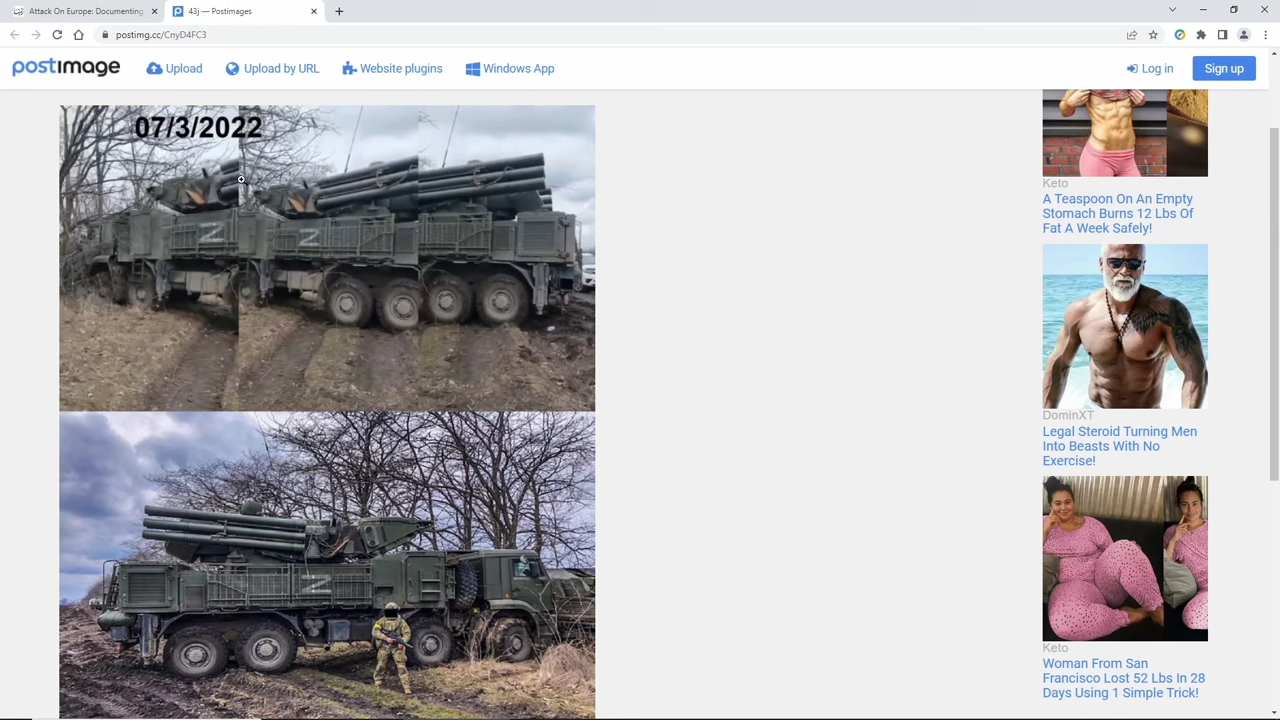 Attack On Europe: Documenting
43j — Postimages
postimg.cc/CnyD4FC3
postimage
Upload
Upload by URL
Website plugins
Windows App
Log in
Sign up
07/3/2022
Z
Z
Z
Z
Keto
A Teaspoon On An Empty
Stomach Burns 12 Lbs Of
Fat A Week Safely!
DominXT
Legal Steroid Turning Men
Into Beasts With No
Exercise!
Keto
Woman From San
Francisco Lost 52 Lbs In 28
Days Using 1 Simple Trick!